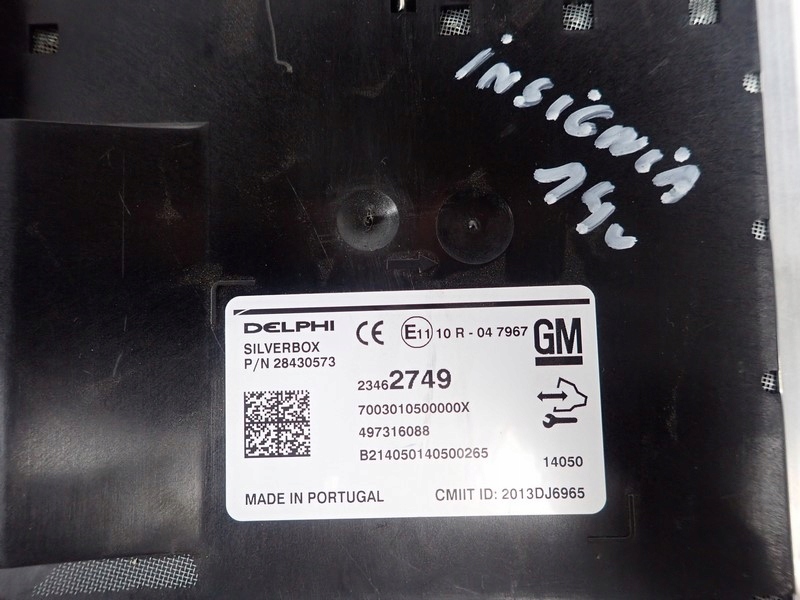 insiGniA
14r
DELPHI
SILVERBOX
P/N 28430573
CE E11 10 R - 04 7967
GM
23462749
7003010500000X
497316088
B214050140500265
14050
MADE IN PORTUGAL
CMIIT ID: 2013DJ6965